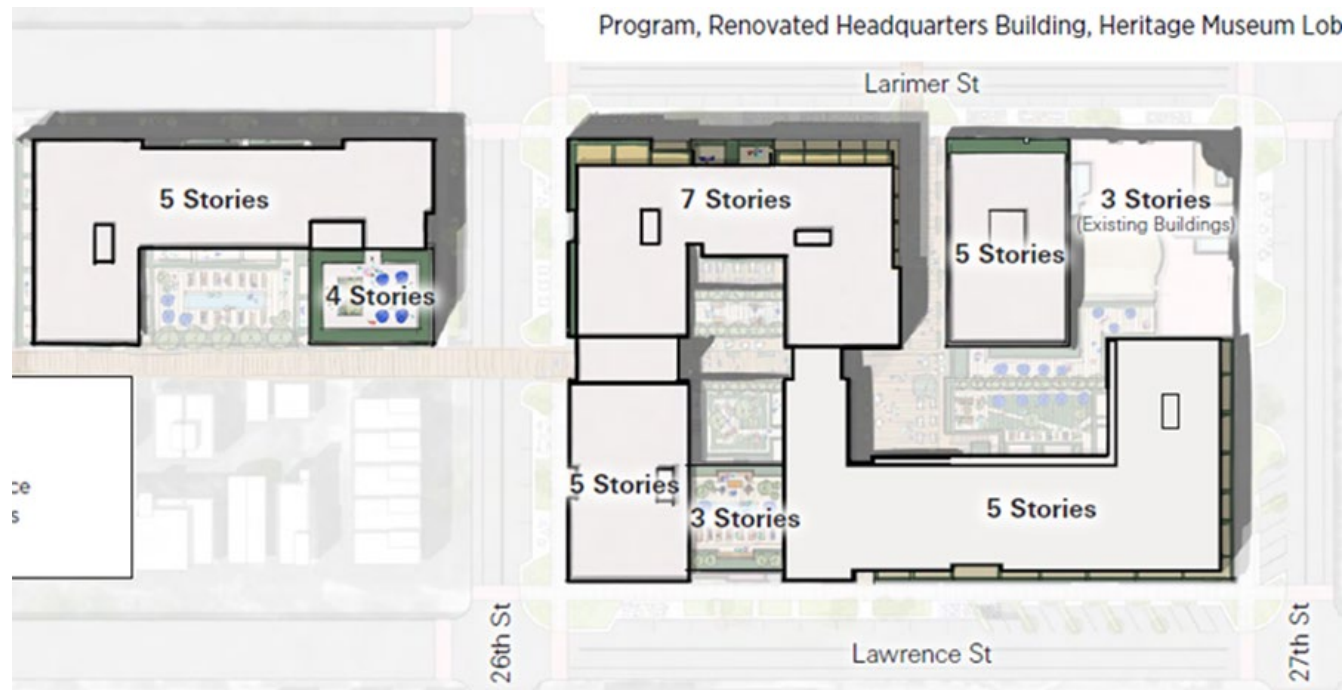 Program, Renovated Headquarters Building, Heritage Museum Lob
Larimer St
5 Stories
7 Stories
3 Stories
(Existing Buildings)
5 Stories
4 Stories
ce
s
5 Stories
3 Stories
5 Stories
26th St
Lawrence St
27th St